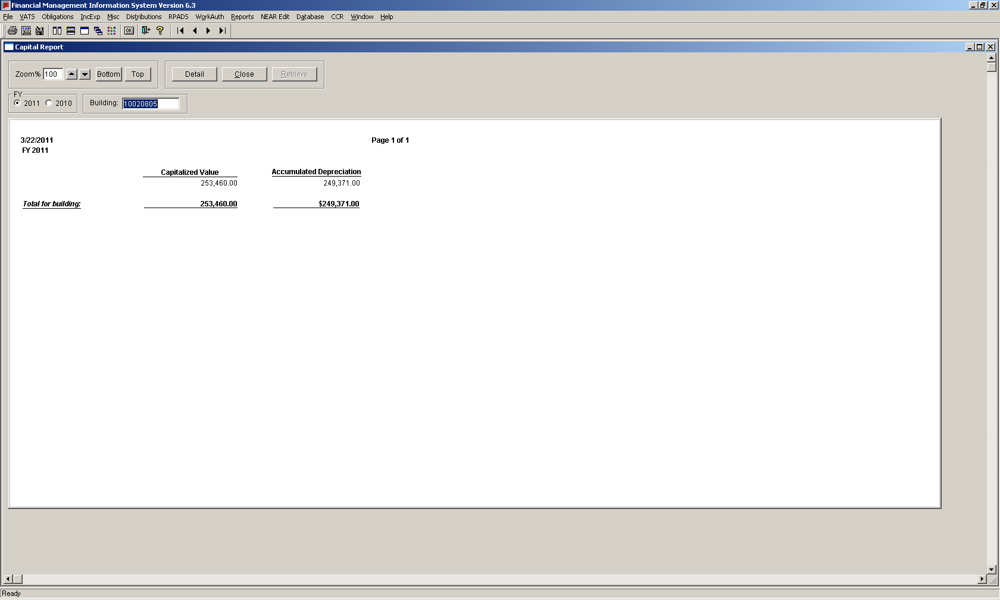 Financial Management Information System Version 6.3
File VATS Obligations IncExp Misc Distributions RPADS WorkAuth Reports NEAR Edit Database CCR Window Help
OK
Capital Report
Zoom% 100 Bottom Top Detail Close Retrieve
FY
2011 2010 Building: 10020805
3/22/2011 Page 1 of 1
FY 2011
Capitalized Value Accumulated Depreciation
253,460.00 249,371.00
Total for building: 253,460.00 $249,371.00
Ready